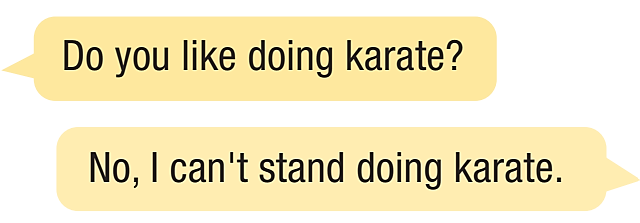 Do you like doing karate?
No, I can't stand doing karate.